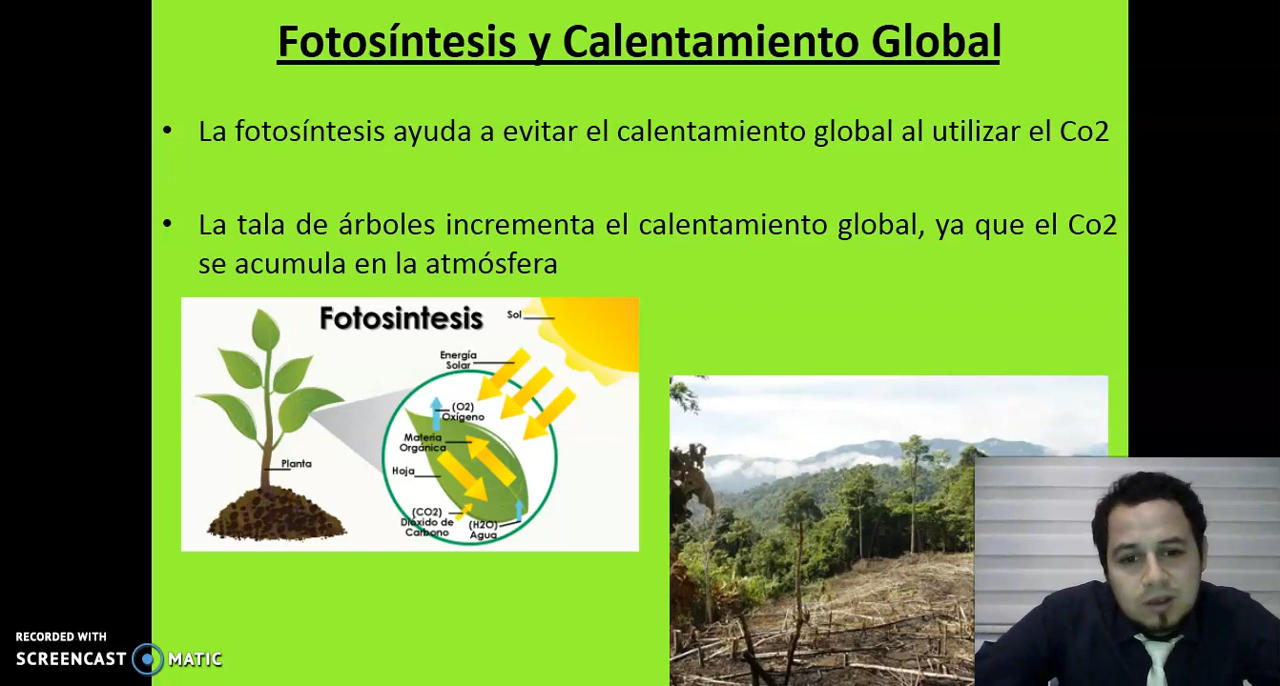 Fotosíntesis y Calentamiento Global
• La fotosíntesis ayuda a evitar el calentamiento global al utilizar el Co2
• La tala de árboles incrementa el calentamiento global, ya que el Co2
se acumula en la atmósfera
Fotosintesis
Sol
Energía
Solar
(O2)
Oxígeno
Materia
Orgánica
Hoja
Planta
(CO2)
Dióxido de
Carbono
(H2O)
Agua
RECORDED WITH
SCREENCAST MATIC